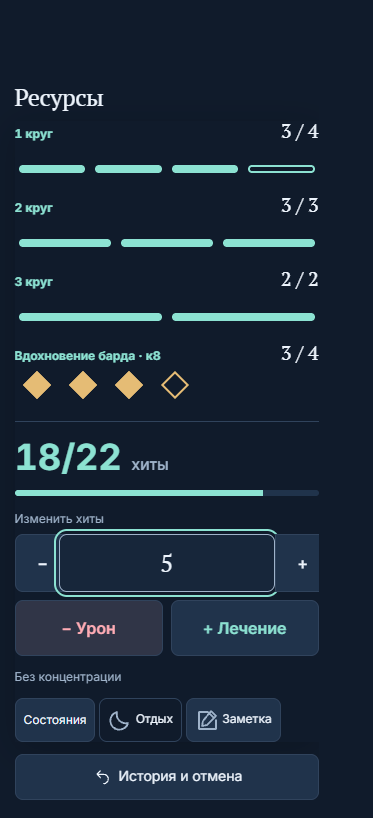 Ресурсы
1 круг 3 / 4
2 круг 3 / 3
3 круг 2 / 2
Вдохновение барда · к8 3 / 4
18/22 хиты
Изменить хиты
− 5 +
− Урон + Лечение
Без концентрации
Состояния Отдых Заметка
История и отмена